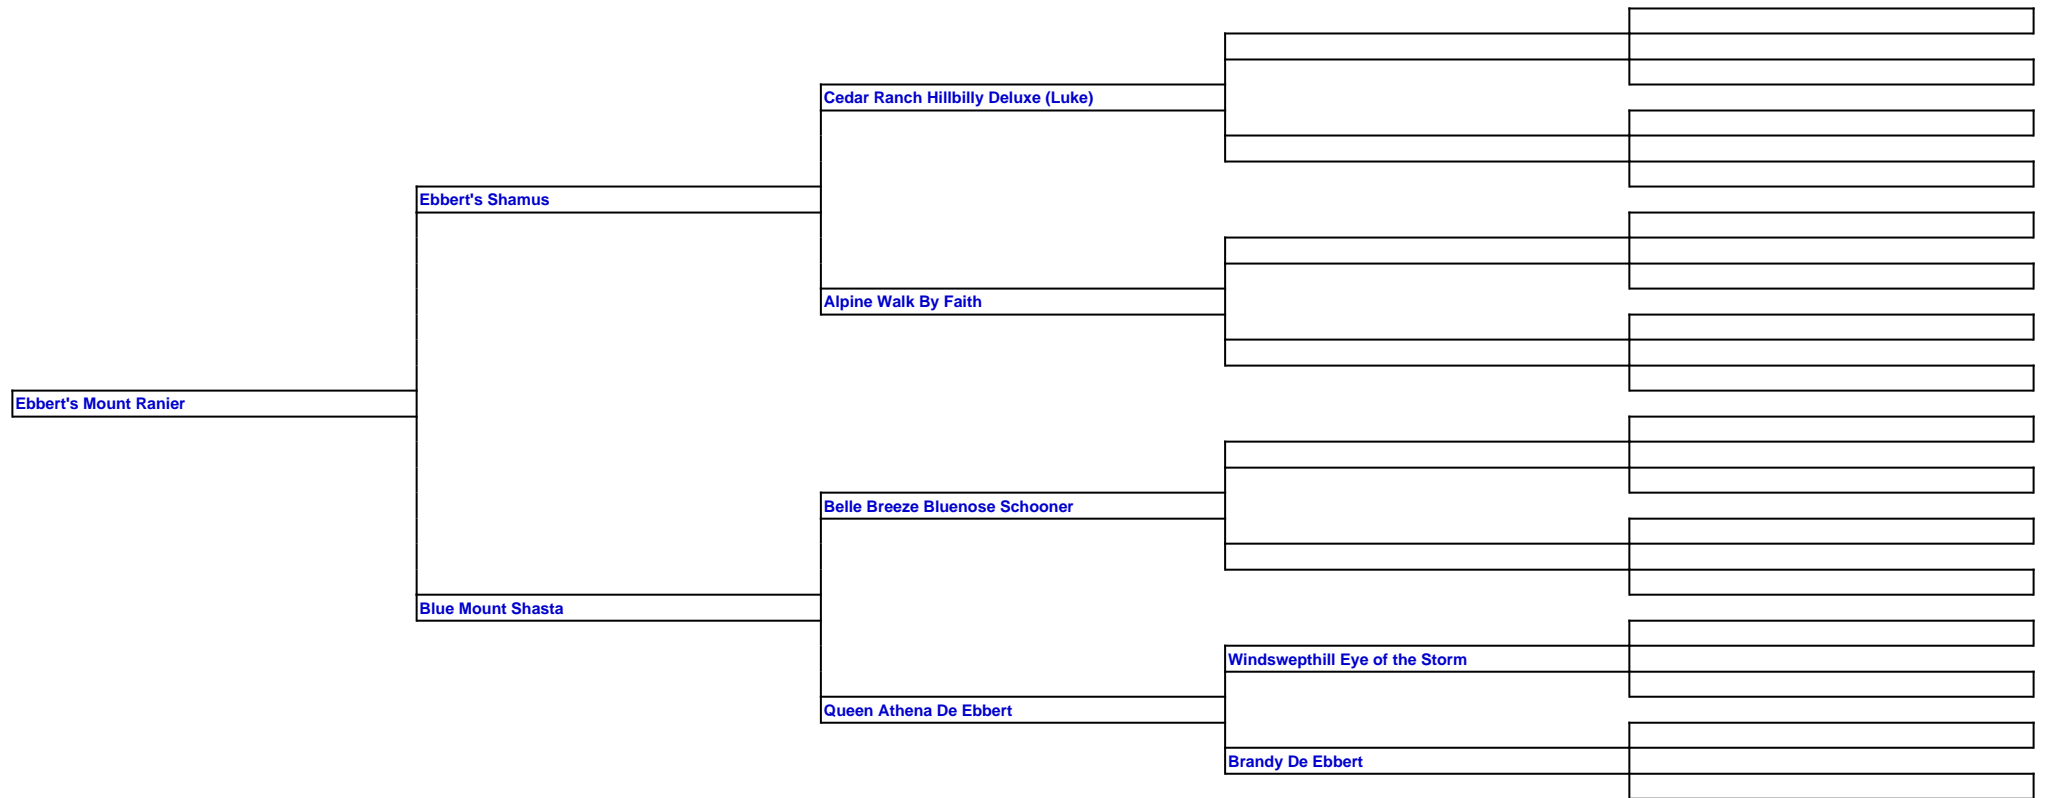 Cedar Ranch Hillbilly Deluxe (Luke)
Ebbert's Shamus
Alpine Walk By Faith
Ebbert's Mount Ranier
Belle Breeze Bluenose Schooner
Blue Mount Shasta
Windswepthill Eye of the Storm
Queen Athena De Ebbert
Brandy De Ebbert